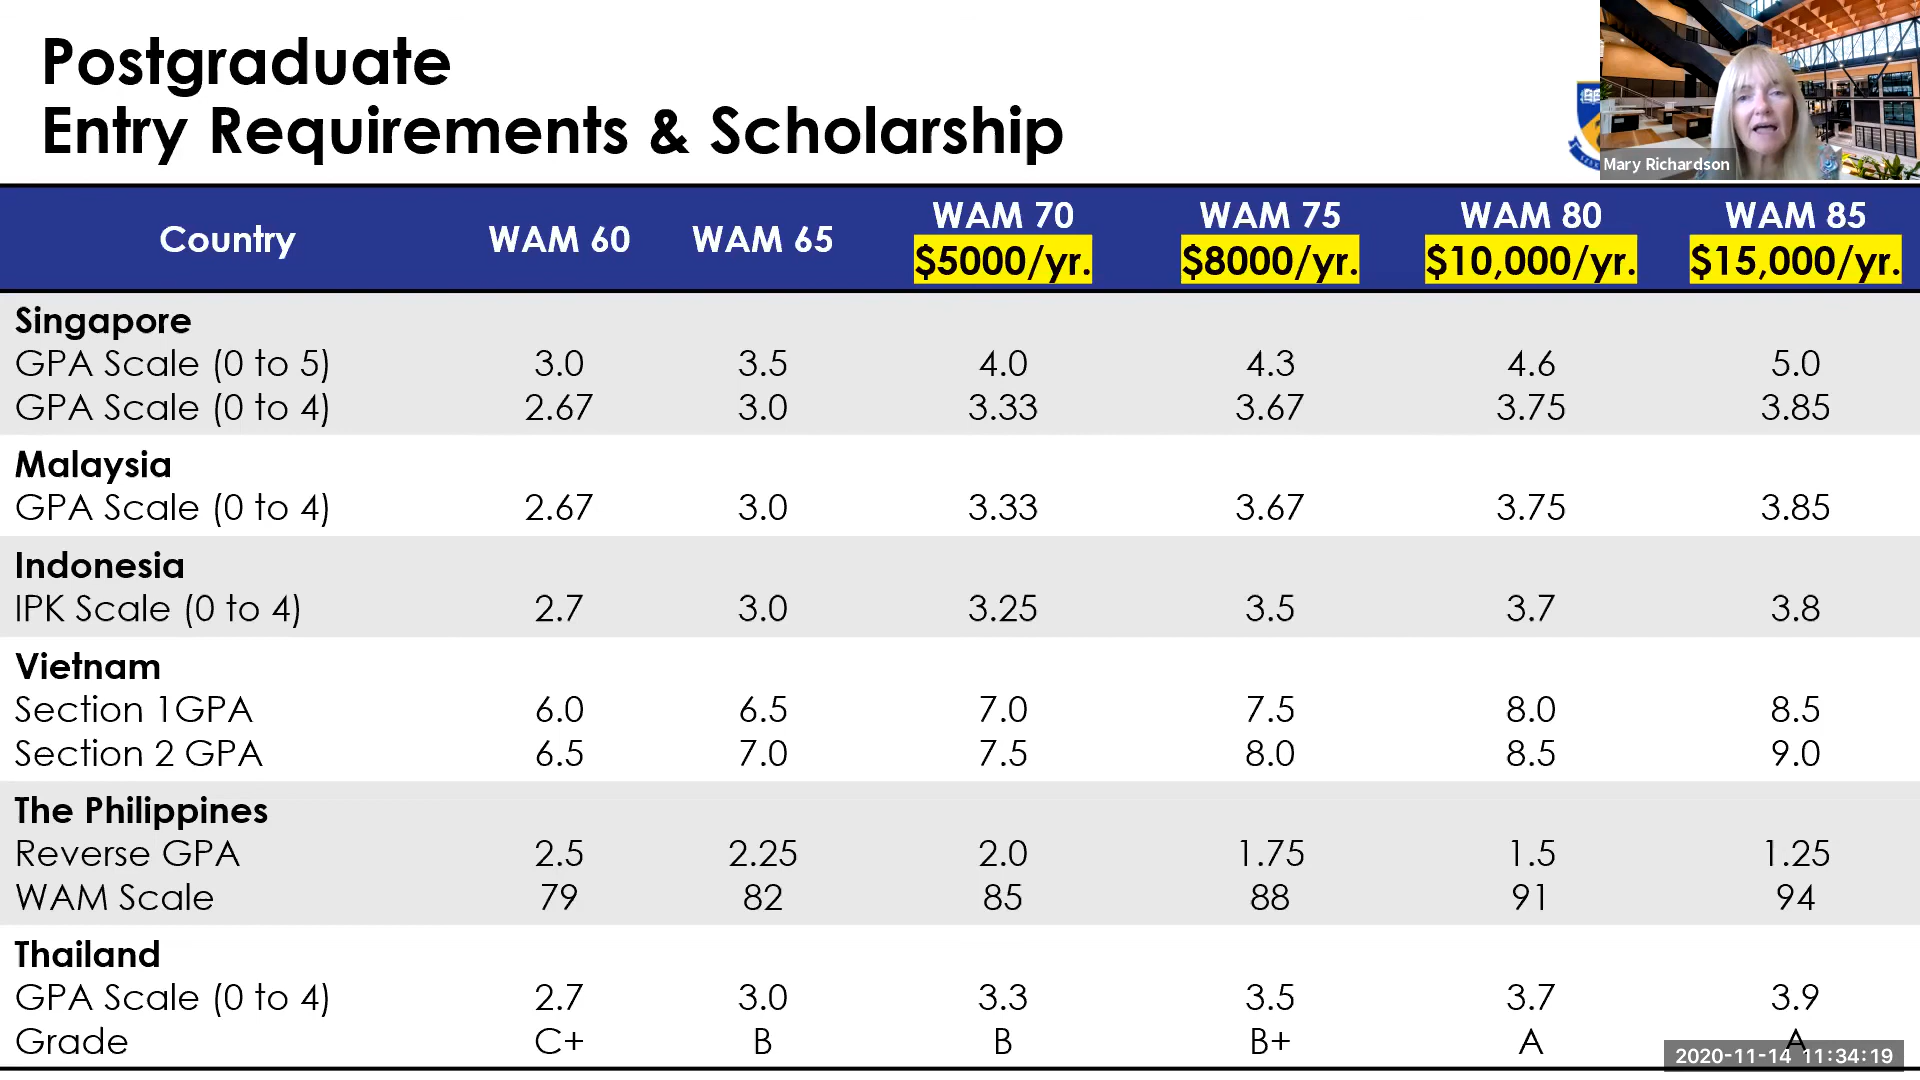 Postgraduate
Entry Requirements & Scholarship
Mary Richardson
Country WAM 60 WAM 65 WAM 70 $5000/yr. WAM 75 $8000/yr. WAM 80 $10,000/yr. WAM 85 $15,000/yr.
Singapore
GPA Scale (0 to 5) 3.0 3.5 4.0 4.3 4.6 5.0
GPA Scale (0 to 4) 2.67 3.0 3.33 3.67 3.75 3.85
Malaysia
GPA Scale (0 to 4) 2.67 3.0 3.33 3.67 3.75 3.85
Indonesia
IPK Scale (0 to 4) 2.7 3.0 3.25 3.5 3.7 3.8
Vietnam
Section 1GPA 6.0 6.5 7.0 7.5 8.0 8.5
Section 2 GPA 6.5 7.0 7.5 8.0 8.5 9.0
The Philippines
Reverse GPA 2.5 2.25 2.0 1.75 1.5 1.25
WAM Scale 79 82 85 88 91 94
Thailand
GPA Scale (0 to 4) 2.7 3.0 3.3 3.5 3.7 3.9
Grade C+ B B B+ A A
2020-11-14 11:34:19